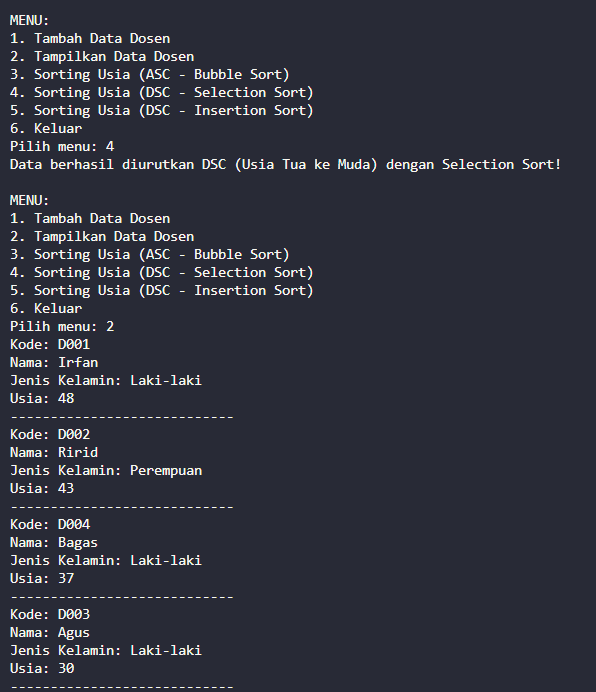 MENU:
1. Tambah Data Dosen
2. Tampilkan Data Dosen
3. Sorting Usia (ASC - Bubble Sort)
4. Sorting Usia (DSC - Selection Sort)
5. Sorting Usia (DSC - Insertion Sort)
6. Keluar
Pilih menu: 4
Data berhasil diurutkan DSC (Usia Tua ke Muda) dengan Selection Sort!

MENU:
1. Tambah Data Dosen
2. Tampilkan Data Dosen
3. Sorting Usia (ASC - Bubble Sort)
4. Sorting Usia (DSC - Selection Sort)
5. Sorting Usia (DSC - Insertion Sort)
6. Keluar
Pilih menu: 2
Kode: D001
Nama: Irfan
Jenis Kelamin: Laki-laki
Usia: 48
----------------------------
Kode: D002
Nama: Ririd
Jenis Kelamin: Perempuan
Usia: 43
----------------------------
Kode: D004
Nama: Bagas
Jenis Kelamin: Laki-laki
Usia: 37
----------------------------
Kode: D003
Nama: Agus
Jenis Kelamin: Laki-laki
Usia: 30
----------------------------